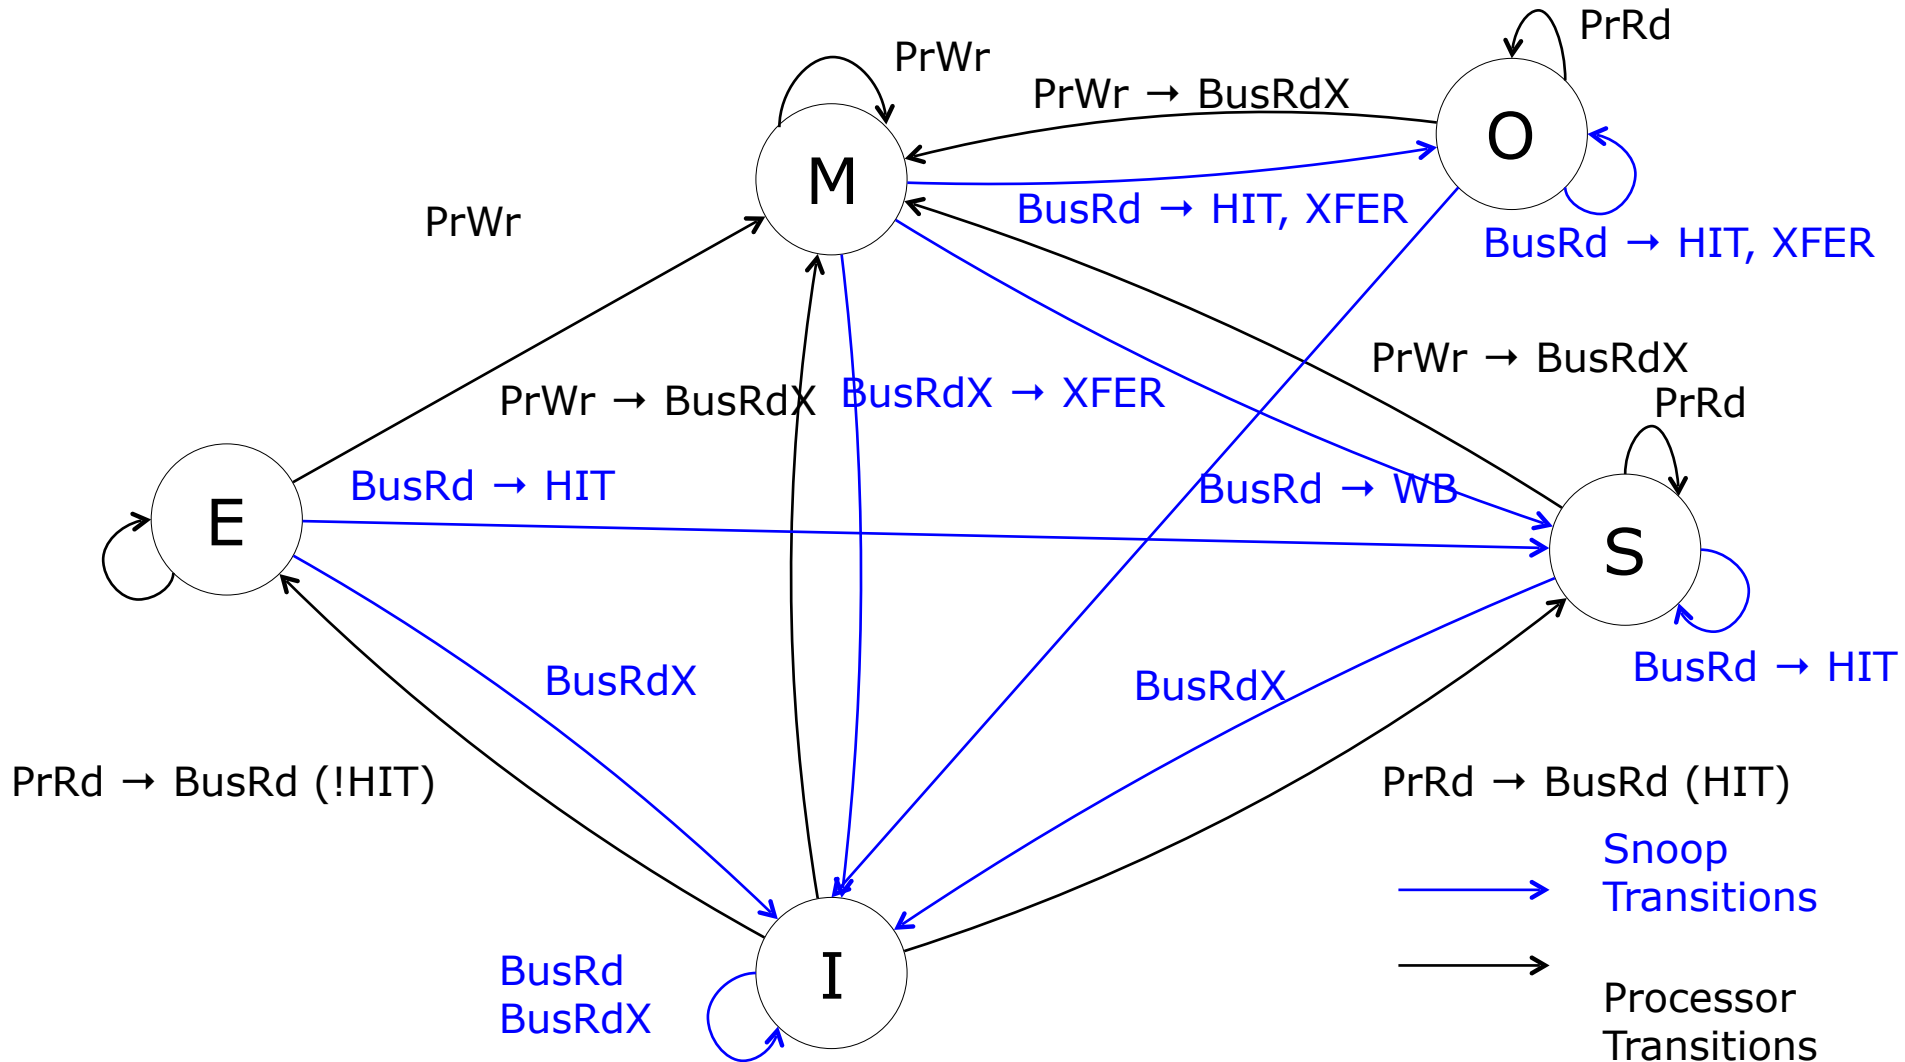 PrRd
PrWr
PrWr → BusRdX
O
M
BusRd → HIT, XFER
PrWr
BusRd → HIT, XFER
PrWr → BusRdX
PrRd
PrWr → BusRdX
BusRdX → XFER
BusRd → HIT
BusRd → WB
E
S
BusRdX
BusRdX
BusRd → HIT
PrRd → BusRd (!HIT)
PrRd → BusRd (HIT)
Snoop
Transitions
I
BusRd
BusRdX
Processor
Transitions